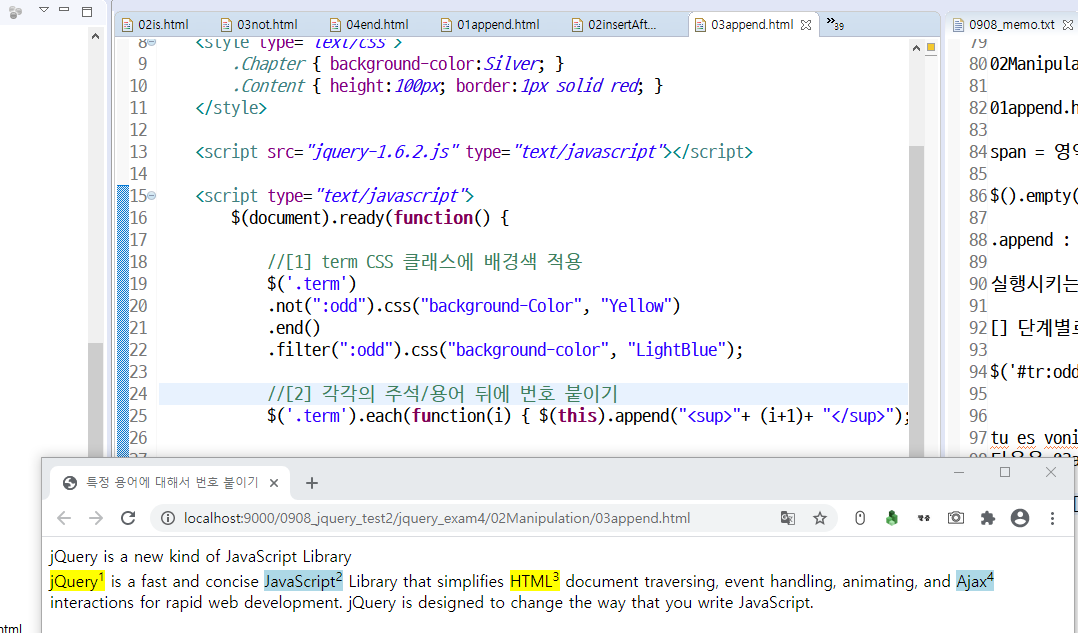 02is.html
03not.html
04end.html
01append.html
02insertAft...
03append.html
39
0908_memo.txt
8 <style type="text/css">
9 .Chapter { background-color:Silver; }
10 .Content { height:100px; border:1px solid red; }
11 </style>
12
13 <script src="jquery-1.6.2.js" type="text/javascript"></script>
14
15 <script type="text/javascript">
16 $(document).ready(function() {
17
18 //[1] term CSS 클래스에 배경색 적용
19 $('.term')
20 .not(":odd").css("background-Color", "Yellow")
21 .end()
22 .filter(":odd").css("background-color", "LightBlue");
23
24 //[2] 각각의 주석/용어 뒤에 번호 붙이기
25 $('.term').each(function(i) { $(this).append("<sup>"+ (i+1)+ "</sup>");
26
79
80 02Manipula
81
82 01append.h
83
84 span = 영역
85
86 $().empty(
87
88 .append :
89
90 실행시키는
91
92 [] 단계별로
93
94 $('#tr:odd
95
96
97 tu es voni
특정 용어에 대해서 번호 붙이기
localhost:9000/0908_jquery_test2/jquery_exam4/02Manipulation/03append.html
jQuery is a new kind of JavaScript Library
jQuery1 is a fast and concise JavaScript2 Library that simplifies HTML3 document traversing, event handling, animating, and Ajax4
interactions for rapid web development. jQuery is designed to change the way that you write JavaScript.
html